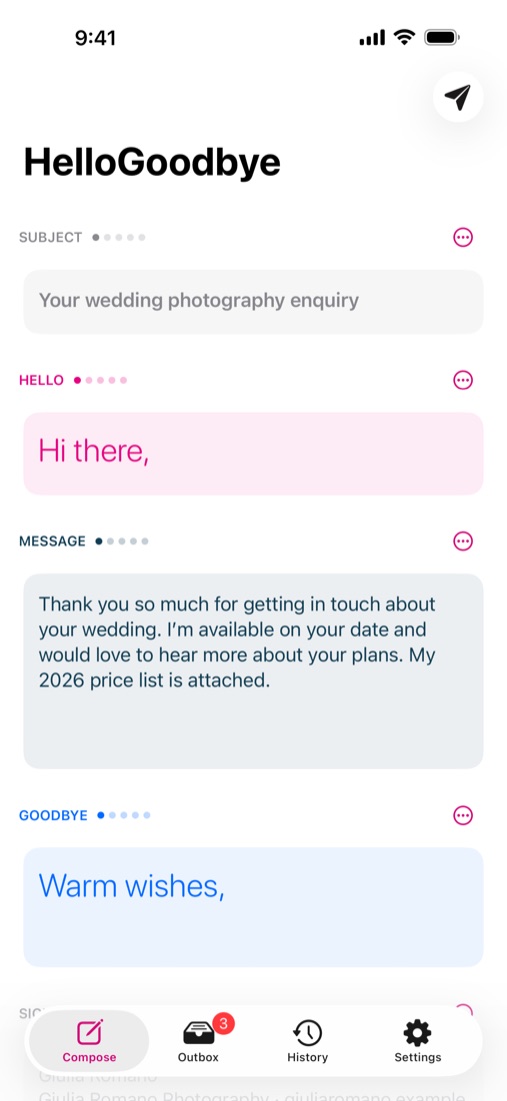 9:41
HelloGoodbye
SUBJECT
Your wedding photography enquiry
HELLO
Hi there,
MESSAGE
Thank you so much for getting in touch about
your wedding. I’m available on your date and
would love to hear more about your plans. My
2026 price list is attached.
GOODBYE
Warm wishes,
3
Compose
Outbox
History
Settings
Giulia Romano
Giulia Romano Photography · giuliaromano.example